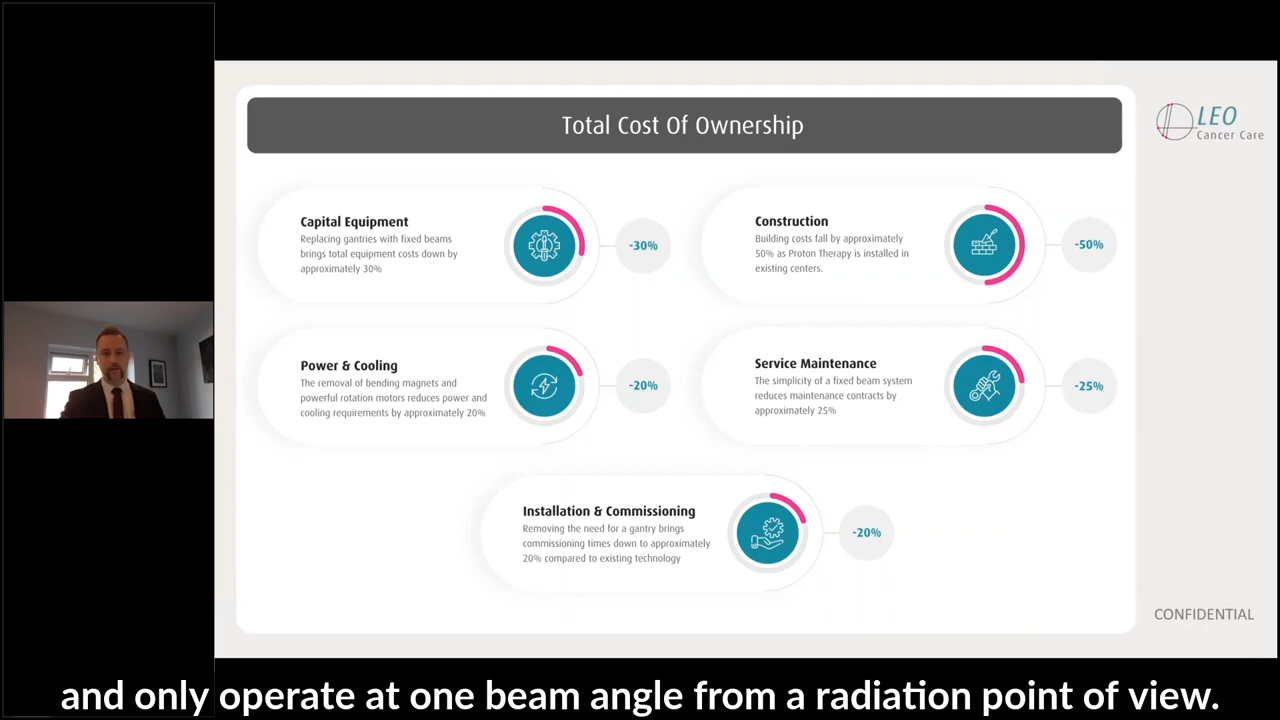 Total Cost Of Ownership
LEO
Cancer Care
Capital Equipment
Replacing gantries with fixed beams
brings total equipment costs down by
approximately 30%
-30%
Construction
Building costs fall by approximately
50% as Proton Therapy is installed in
existing centers.
-50%
Power & Cooling
The removal of bending magnets and
powerful rotation motors reduces power and
cooling requirements by approximately 20%
-20%
Service Maintenance
The simplicity of a fixed beam system
reduces maintenance contracts by
approximately 25%
-25%
Installation & Commissioning
Removing the need for a gantry brings
commissioning times down to approximately
20% compared to existing technology
-20%
CONFIDENTIAL
and only operate at one beam angle from a radiation point of view.